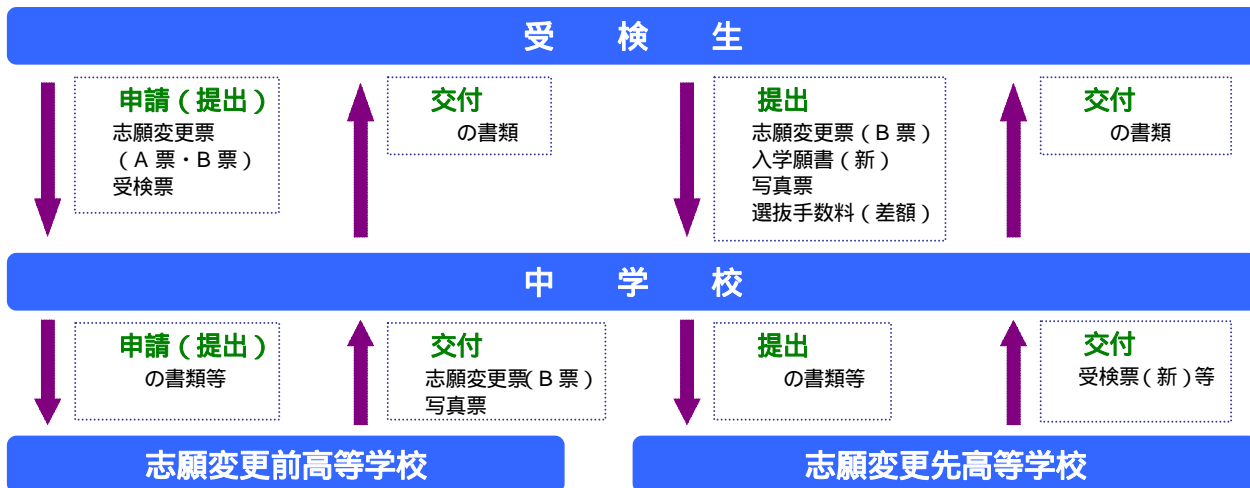 受　検　生
申請（提出）
志願変更票
（Ａ票・Ｂ票）
受検票
交付
の書類
提出
志願変更票（Ｂ票）
入学願書（新）
写真票
選抜手数料（差額）
交付
の書類
中　学　校
申請（提出）
の書類等
交付
志願変更票（Ｂ票）
写真票
提出
の書類等
交付
受検票（新）等
志願変更前高等学校
志願変更先高等学校